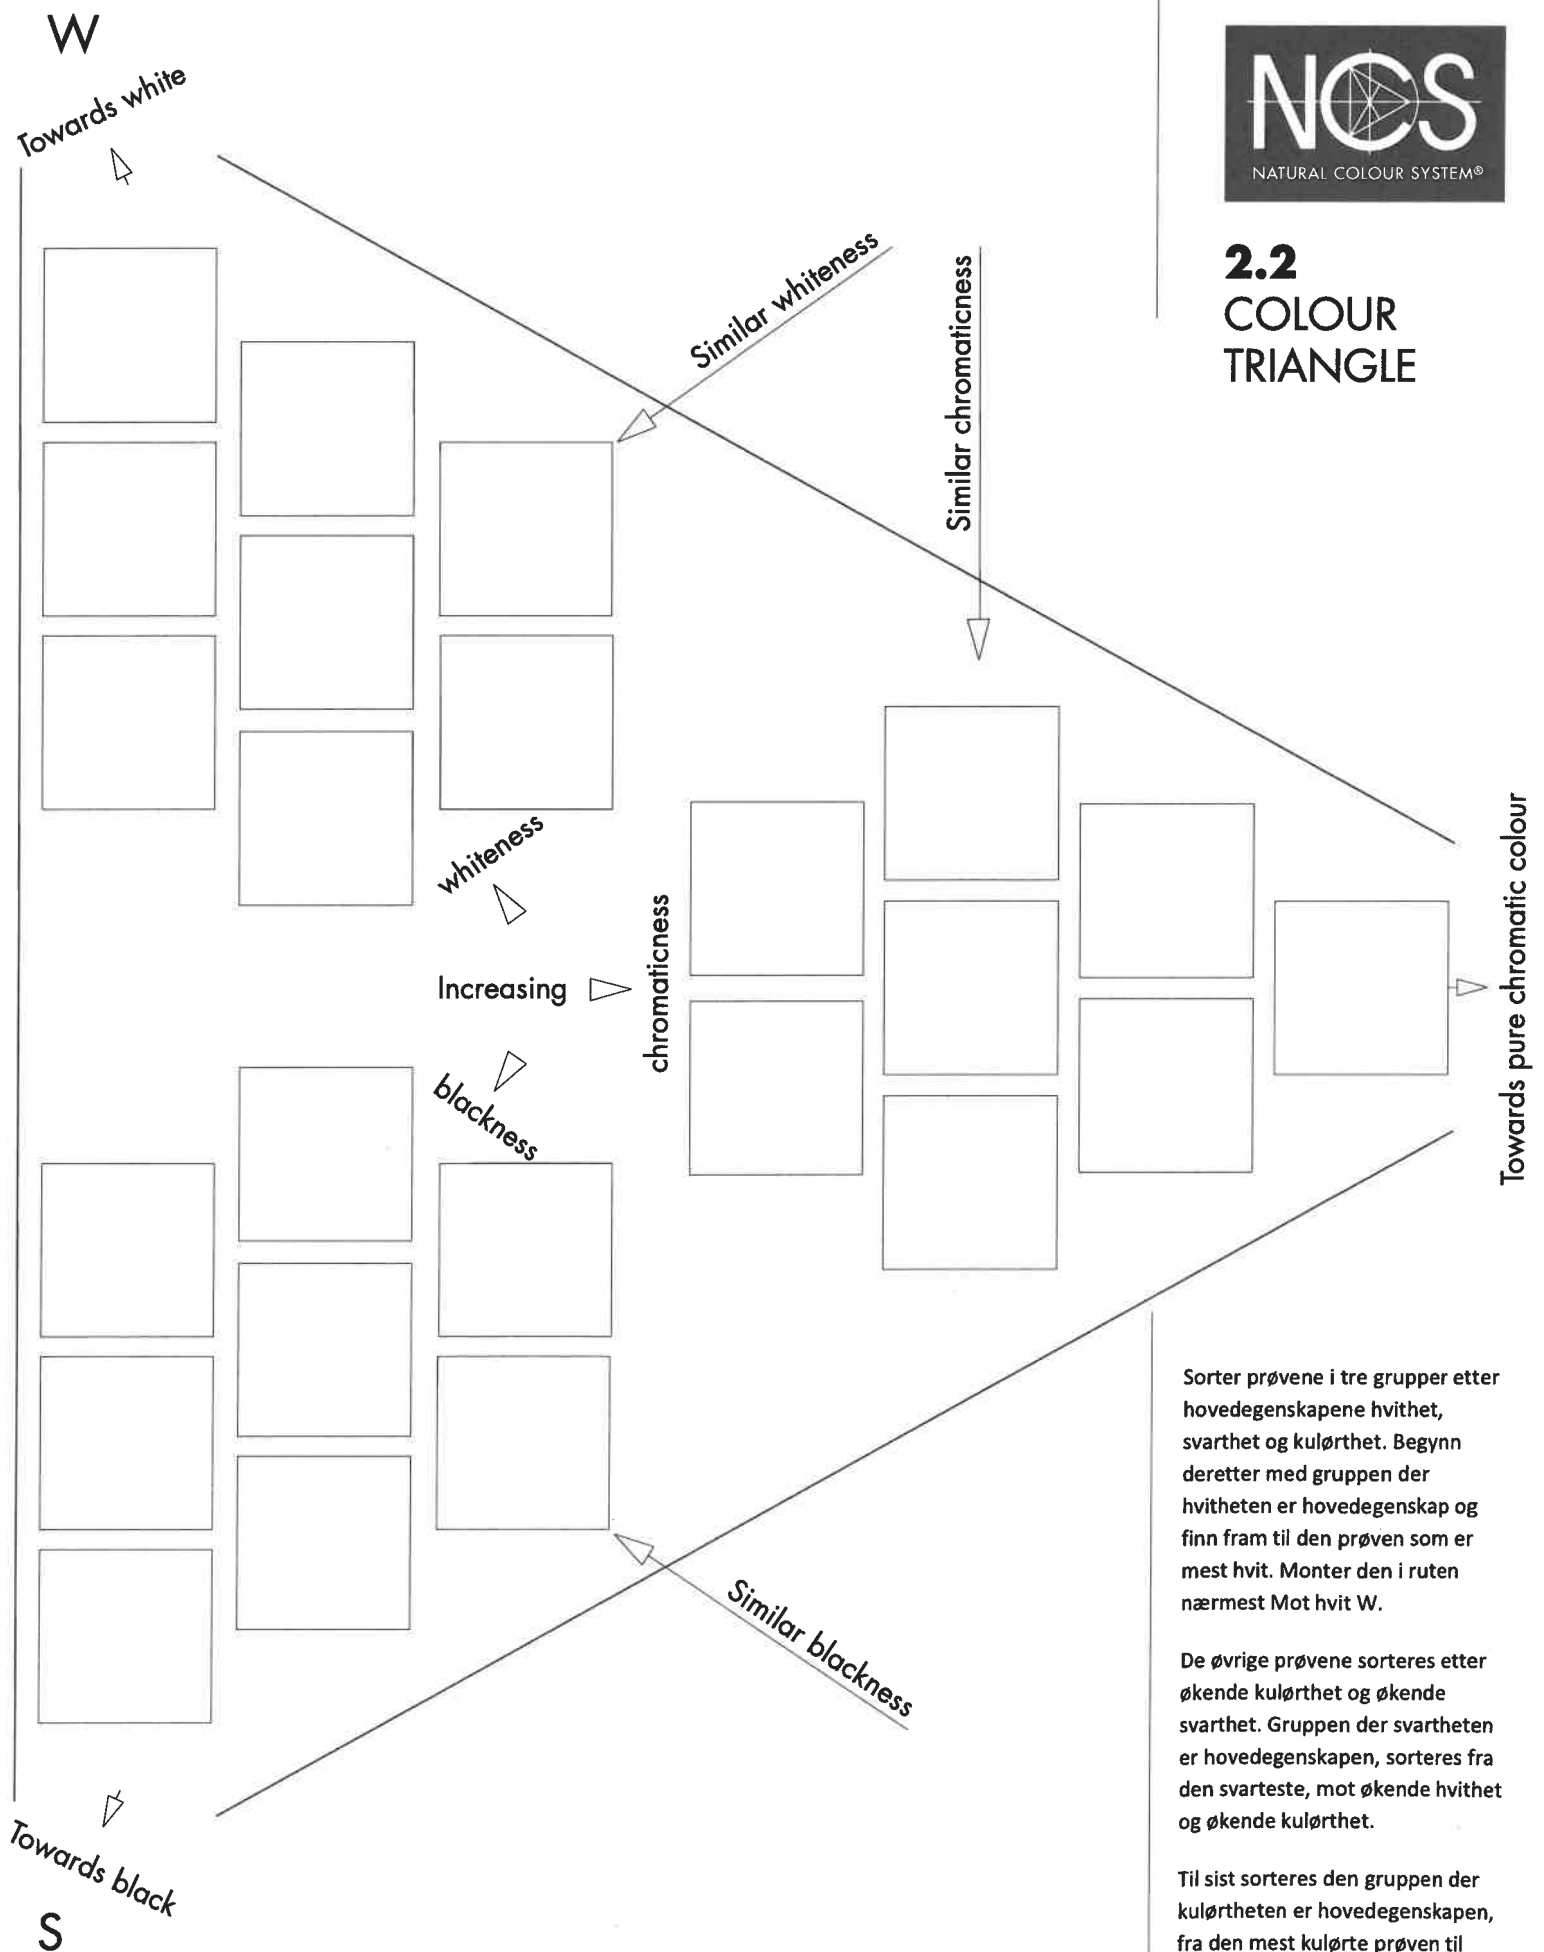 W
Towards white
NCS
NATURAL COLOUR SYSTEM®
2.2
COLOUR
TRIANGLE
Similar whiteness
Similar chromaticness
whiteness
Increasing
chromaticness
blackness
Towards pure chromatic colour
Similar blackness
Towards black
S
Sorter prøvene i tre grupper etter
hovedegenskapene hvithet,
svarthet og kulørthet. Begynn
deretter med gruppen der
hvitheten er hovedegenskap og
finn fram til den prøven som er
mest hvit. Monter den i ruten
nærmest Mot hvit W.
De øvrige prøvene sorteres etter
økende kulørthet og økende
svarthet. Gruppen der svartheten
er hovedegenskapen, sorteres fra
den svarteste, mot økende hvithet
og økende kulørthet.
Til sist sorteres den gruppen der
kulørtheten er hovedegenskapen,
fra den mest kulørte prøven til